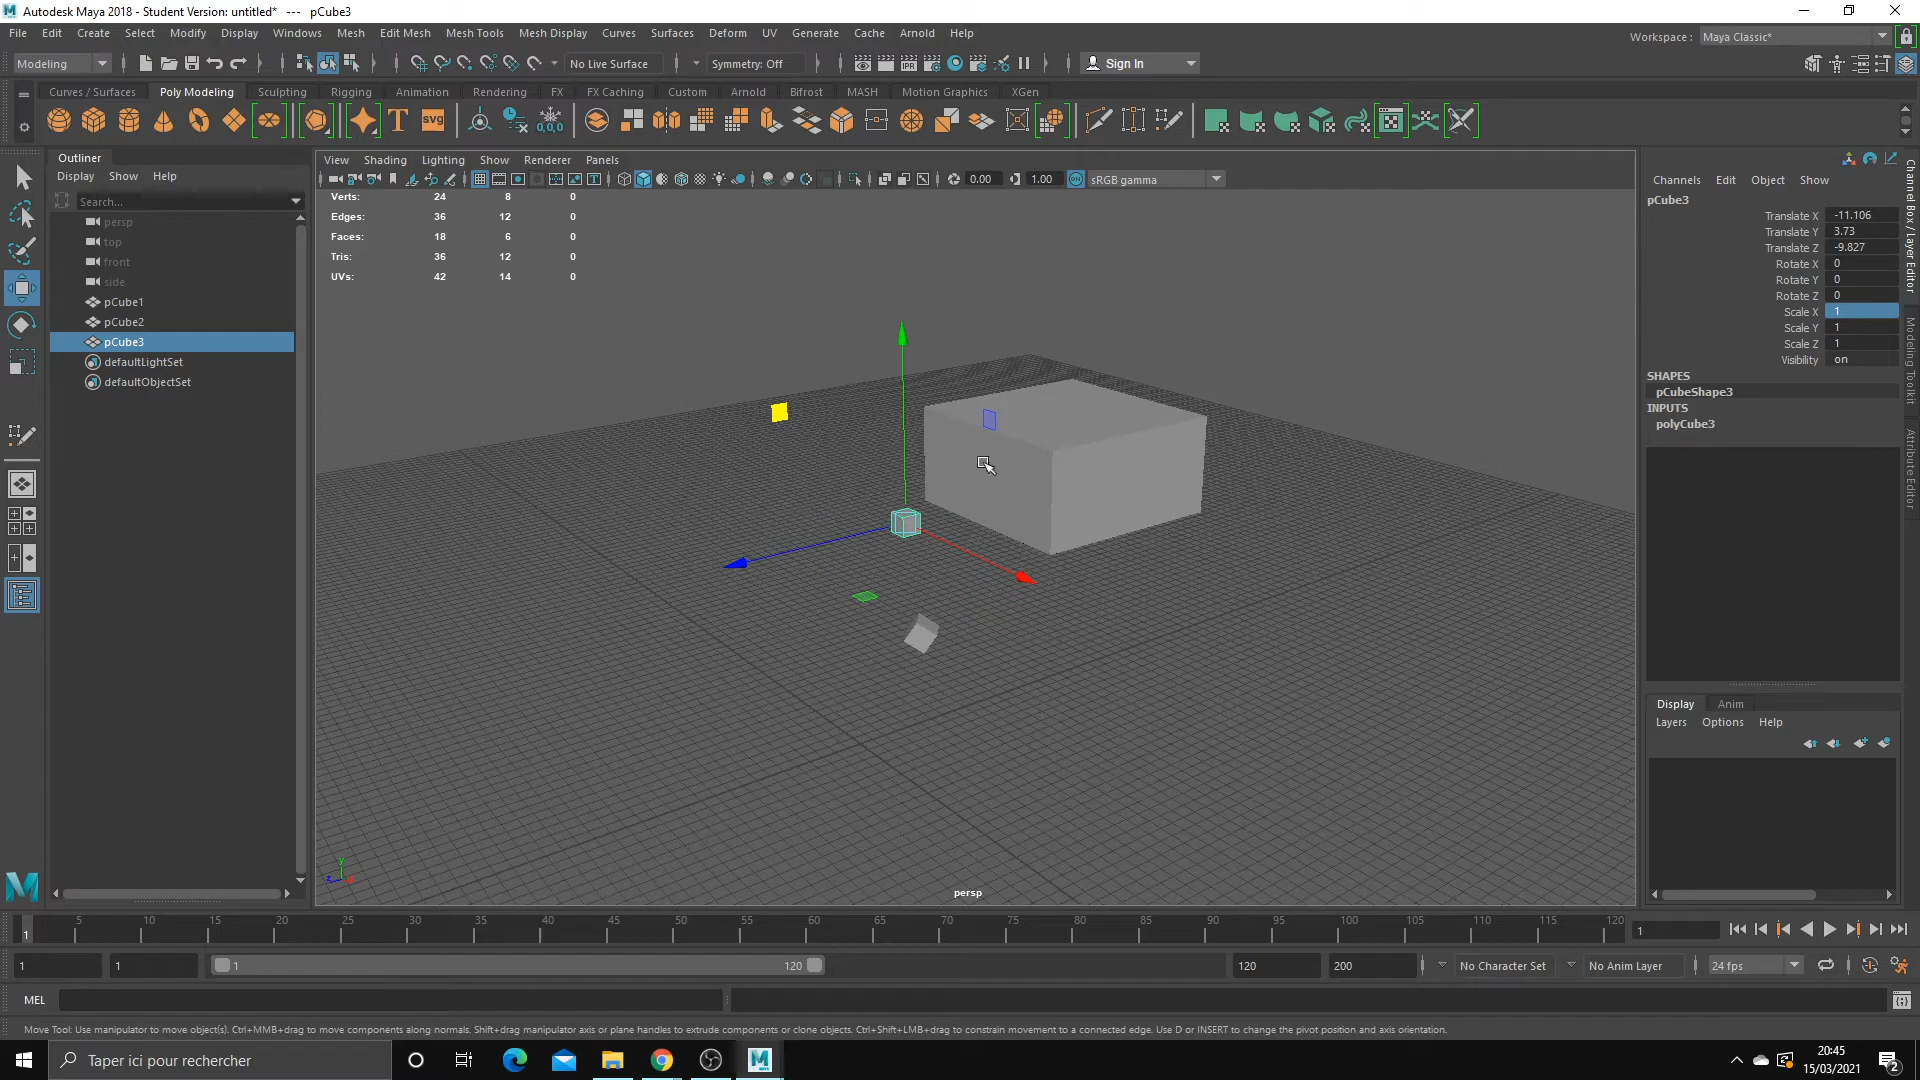 Autodesk Maya 2018 - Student Version: untitled*   ---   pCube3
File Edit Create Select Modify Display Windows Mesh Edit Mesh Mesh Tools Mesh Display Curves Surfaces Deform UV Generate Cache Arnold Help
Workspace : Maya Classic*
Modeling No Live Surface Symmetry: Off Sign In
Curves / Surfaces Poly Modeling Sculpting Rigging Animation Rendering FX FX Caching Custom Arnold Bifrost MASH Motion Graphics XGen
T svg 0,0,0
Outliner
Display Show Help
Search...
persp
top
front
side
pCube1
pCube2
pCube3
defaultLightSet
defaultObjectSet
View Shading Lighting Show Renderer Panels
0.00 1.00 ON sRGB gamma
Verts: 24 8 0
Edges: 36 12 0
Faces: 18 6 0
Tris: 36 12 0
UVs: 42 14 0
y
z
persp
Channels Edit Object Show
pCube3
Translate X -11.106
Translate Y 3.73
Translate Z -9.827
Rotate X 0
Rotate Y 0
Rotate Z 0
Scale X 1
Scale Y 1
Scale Z 1
Visibility on
SHAPES
pCubeShape3
INPUTS
polyCube3
Channel Box / Layer Editor
Modeling Toolkit
Attribute Editor
Display Anim
Layers Options Help
1 5 10 15 20 25 30 35 40 45 50 55 60 65 70 75 80 85 90 95 100 105 110 115 120 1
1 1 1 120 120 200 No Character Set No Anim Layer 24 fps
MEL
Move Tool: Use manipulator to move object(s). Ctrl+MMB+drag to move components along normals. Shift+drag manipulator axis or plane handles to extrude components or clone objects. Ctrl+Shift+LMB+drag to constrain movement to a connected edge. Use D or INSERT to change the pivot position and axis orientation.
Taper ici pour rechercher
20:45
15/03/2021
2